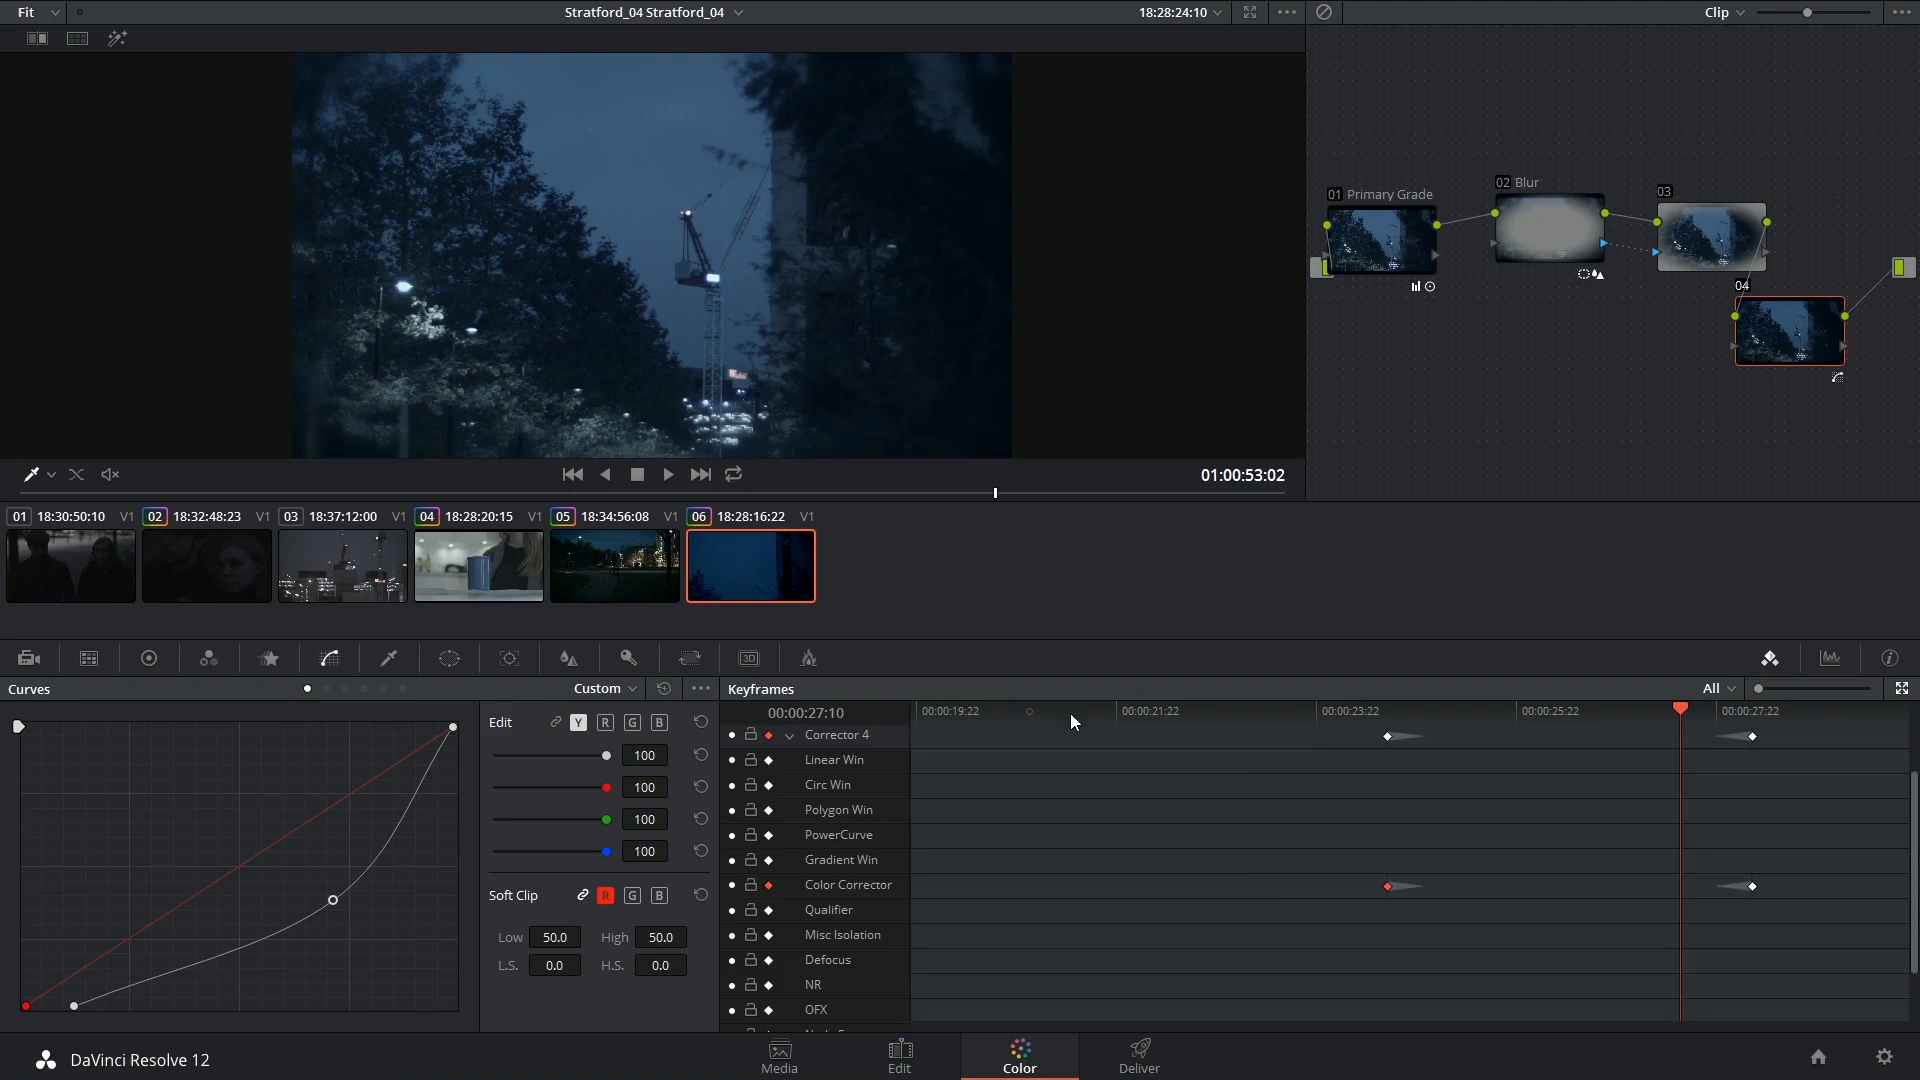 Fit
Stratford_04 Stratford_04
18:28:24:10
Clip
01 Primary Grade
02 Blur
03
04
01:00:53:02
01 18:30:50:10 V1
02 18:32:48:23 V1
03 18:37:12:00 V1
04 18:28:20:15 V1
05 18:34:56:08 V1
06 18:28:16:22 V1
3D
Curves
Custom
Keyframes
All
Edit Y R G B
100
100
100
100
Soft Clip R G B
Low 50.0 High 50.0
L.S. 0.0 H.S. 0.0
00:00:27:10
00:00:19:22
00:00:21:22
00:00:23:22
00:00:25:22
00:00:27:22
Corrector 4
Linear Win
Circ Win
Polygon Win
PowerCurve
Gradient Win
Color Corrector
Qualifier
Misc Isolation
Defocus
NR
OFX
DaVinci Resolve 12
Media
Edit
Color
Deliver